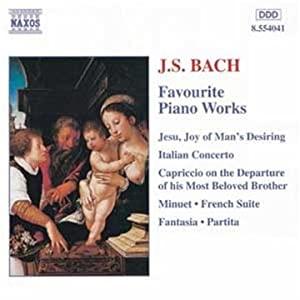 NAXOS
DDD
8.554041
J.S. BACH
Favourite
Piano Works
Jesu, Joy of Man's Desiring
Italian Concerto
Capriccio on the Departure
of his Most Beloved Brother
Minuet • French Suite
Fantasia • Partita